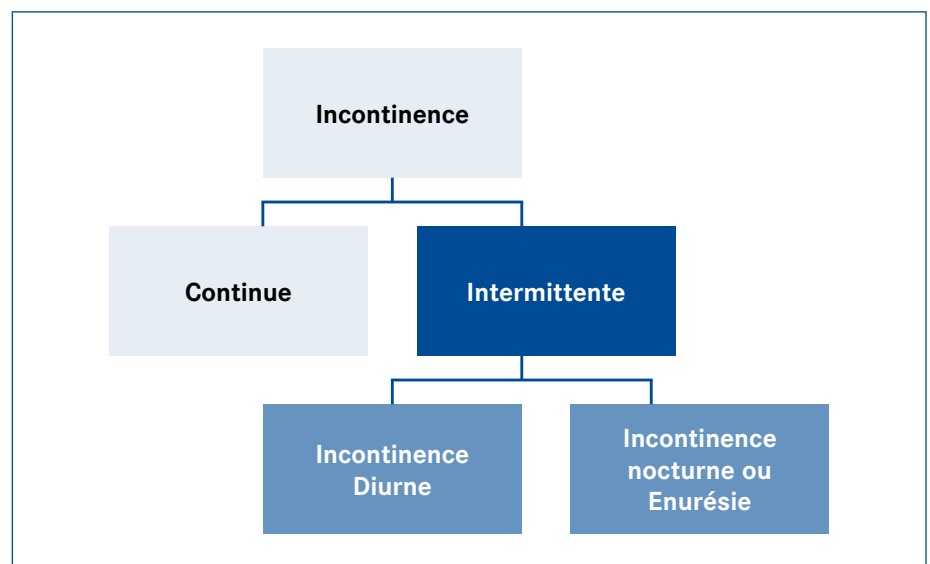 Incontinence
Continue
Intermittente
Incontinence
Diurne
Incontinence
nocturne ou
Enurésie